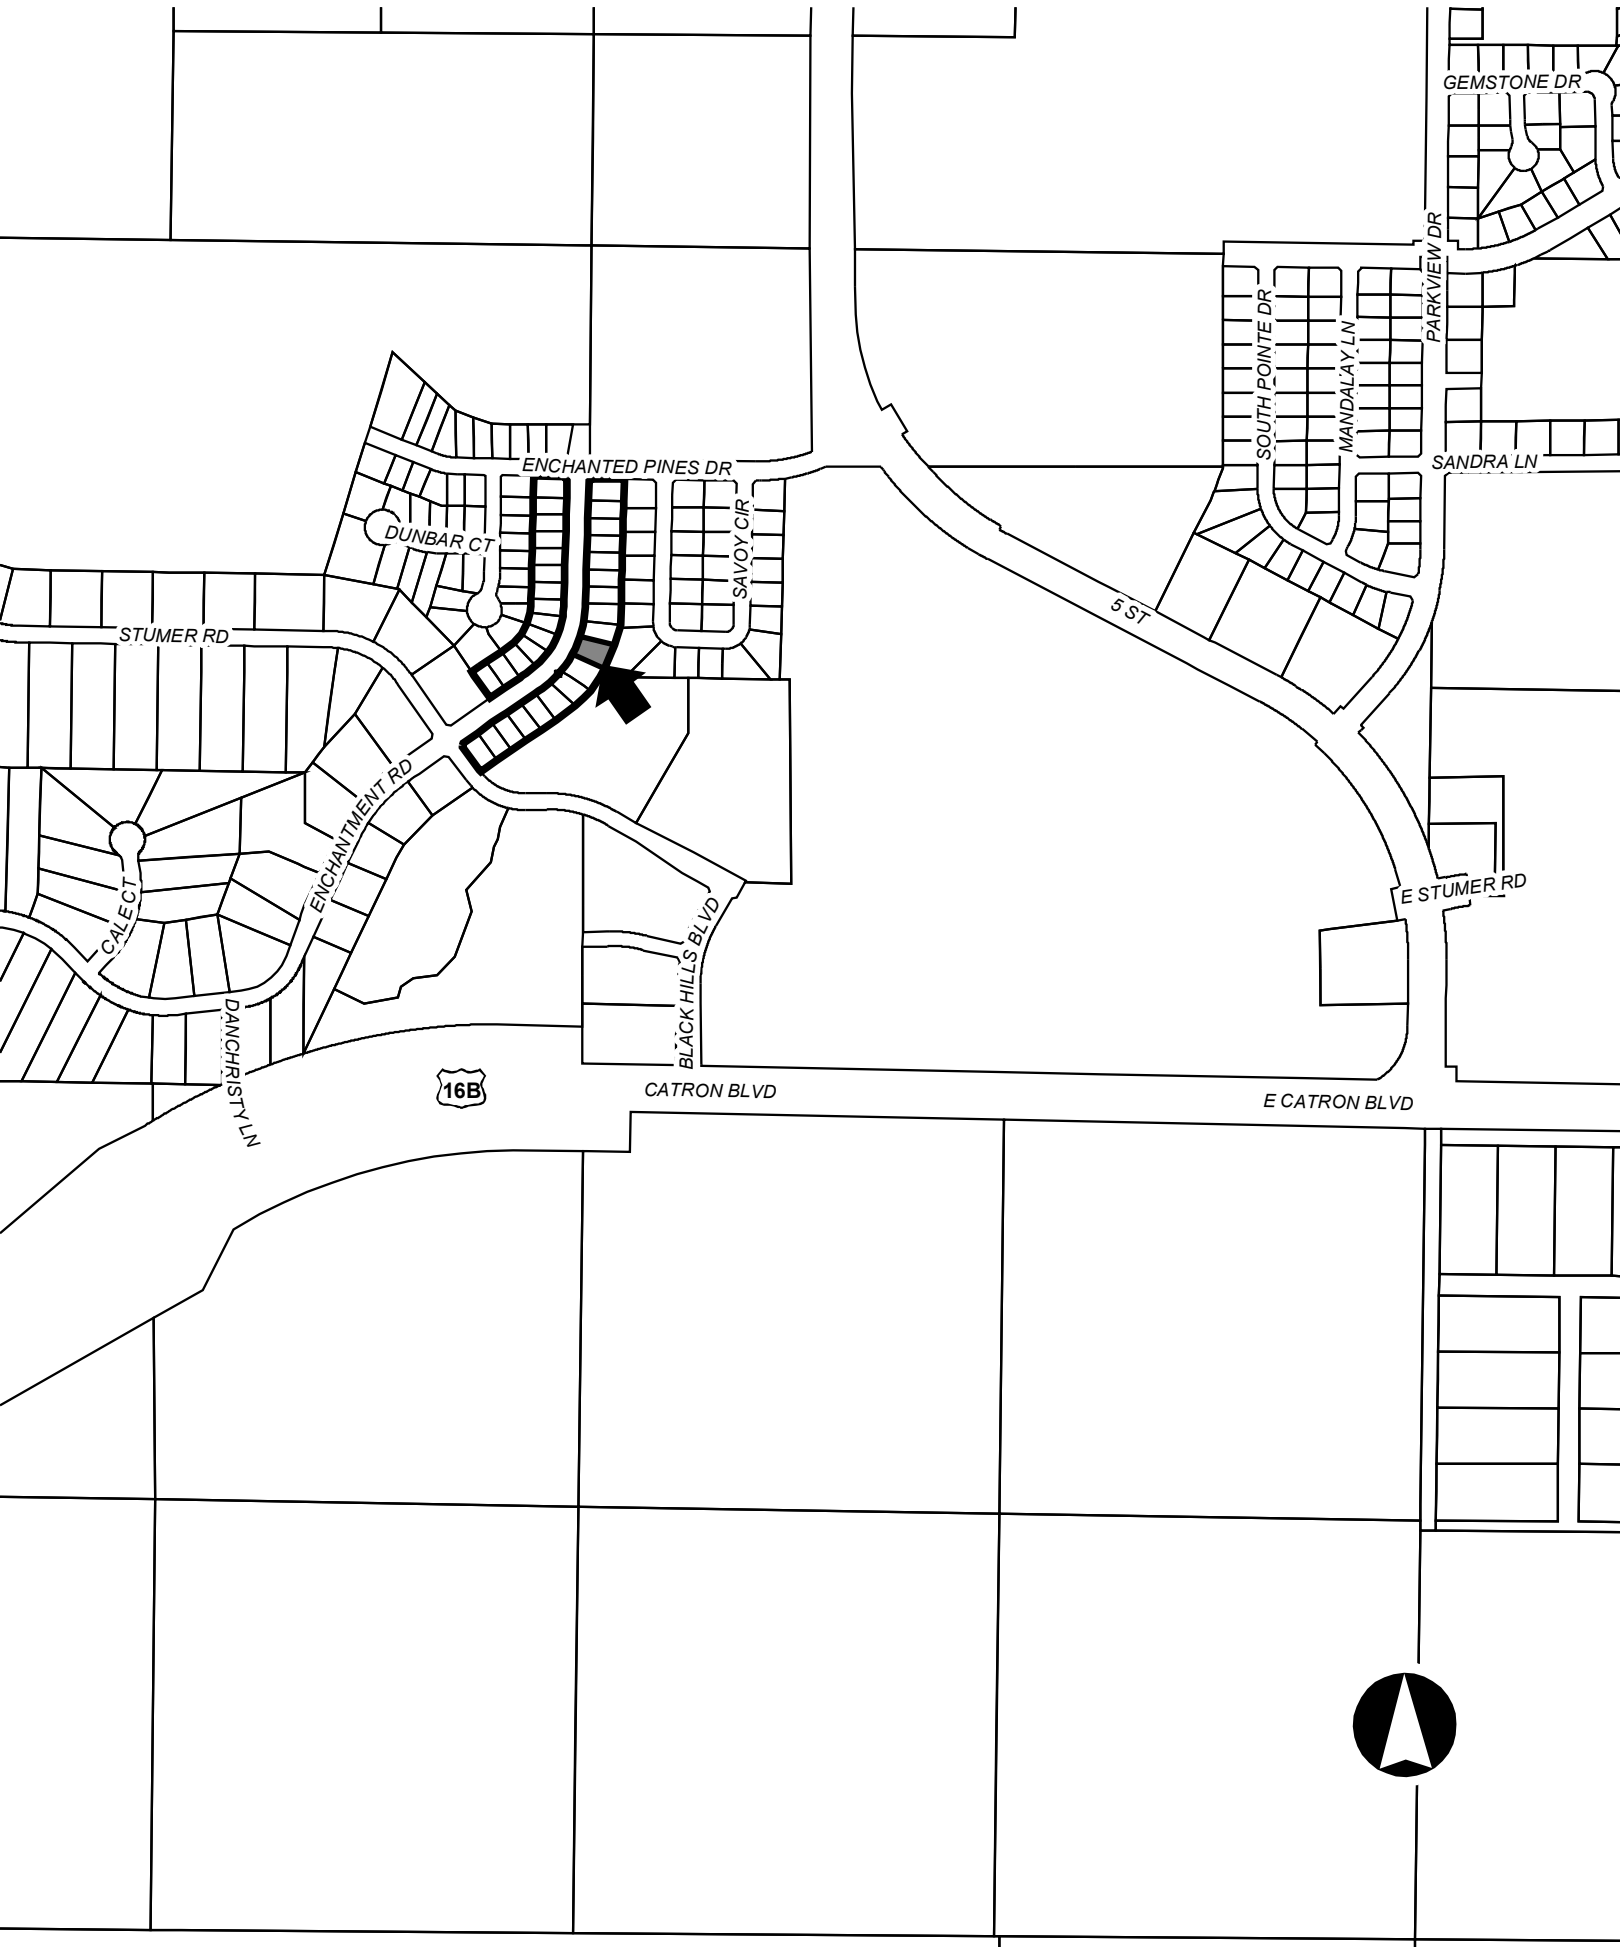 GEMSTONE DR
PARKVIEW DR
SOUTH POINTE DR
MANDALAY LN
SANDRA LN
ENCHANTED PINES DR
SAVOY CIR
DUNBAR CT
5 ST
STUMER RD
ENCHANTMENT RD
E STUMER RD
CALE CT
BLACK HILLS BLVD
DANCHRISTY LN
16B
CATRON BLVD
E CATRON BLVD